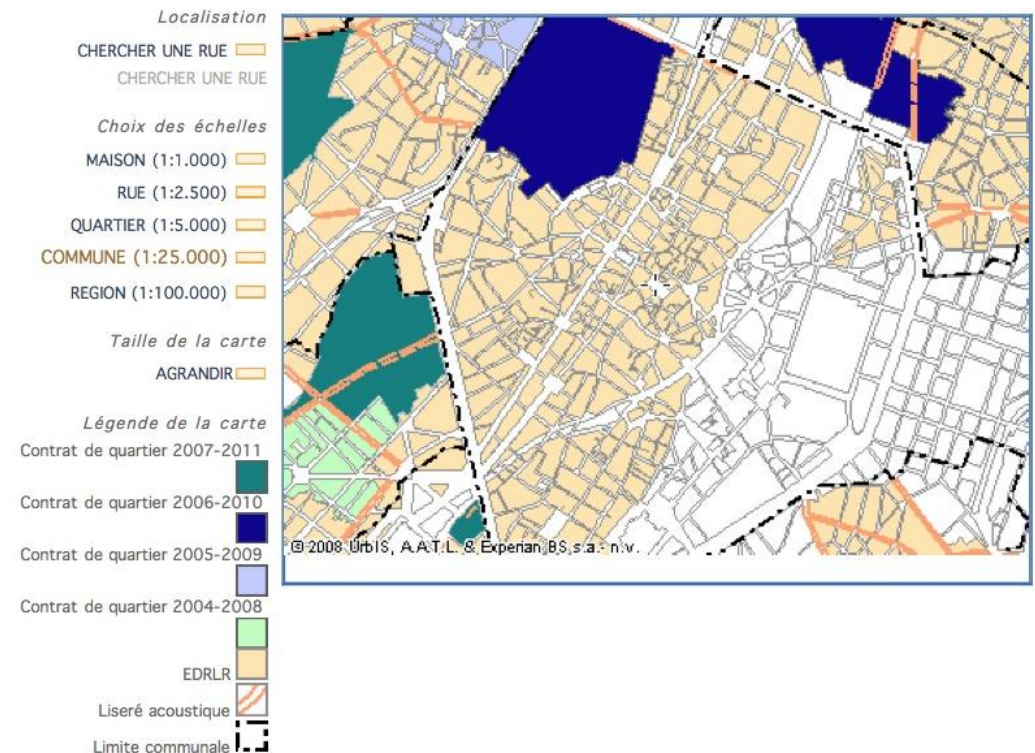 Localisation
CHERCHER UNE RUE
CHERCHER UNE RUE
Choix des échelles
MAISON (1:1.000)
RUE (1:2.500)
QUARTIER (1:5.000)
COMMUNE (1:25.000)
REGION (1:100.000)
Taille de la carte
AGRANDIR
Légende de la carte
Contrat de quartier 2007-2011
Contrat de quartier 2006-2010
Contrat de quartier 2005-2009
Contrat de quartier 2004-2008
EDRLR
Liseré acoustique
Limite communale
© 2008 UrbIS, A.A.T.L. & Experian BS s.a.- n.v.